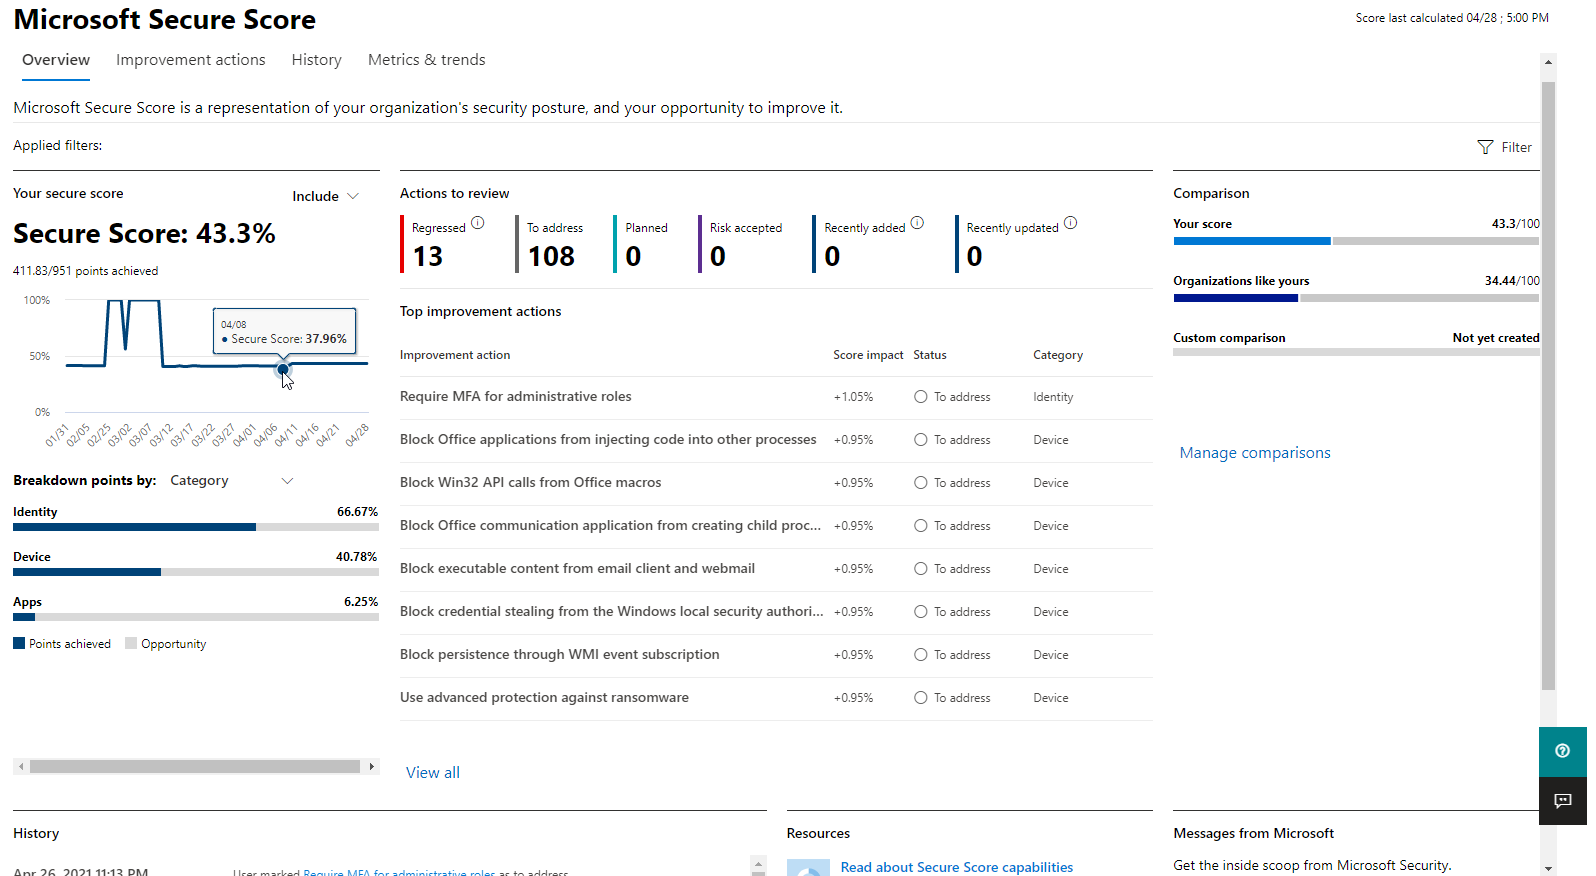 Microsoft Secure Score
Score last calculated 04/28 ; 5:00 PM
Overview
Improvement actions
History
Metrics & trends
Microsoft Secure Score is a representation of your organization's security posture, and your opportunity to improve it.
Applied filters:
Filter
Your secure score
Include
Secure Score: 43.3%
411.83/951 points achieved
100%
50%
0%
04/08
Secure Score: 37.96%
01/31
02/05
02/25
03/02
03/07
03/12
03/17
03/22
03/27
04/01
04/06
04/11
04/16
04/21
04/28
Breakdown points by: Category
Identity 66.67%
Device 40.78%
Apps 6.25%
Points achieved
Opportunity
Actions to review
Regressed
13
To address
108
Planned
0
Risk accepted
0
Recently added
0
Recently updated
0
Top improvement actions
Improvement action Score impact Status Category
Require MFA for administrative roles +1.05% To address Identity
Block Office applications from injecting code into other processes +0.95% To address Device
Block Win32 API calls from Office macros +0.95% To address Device
Block Office communication application from creating child proc... +0.95% To address Device
Block executable content from email client and webmail +0.95% To address Device
Block credential stealing from the Windows local security authori... +0.95% To address Device
Block persistence through WMI event subscription +0.95% To address Device
Use advanced protection against ransomware +0.95% To address Device
View all
Comparison
Your score 43.3/100
Organizations like yours 34.44/100
Custom comparison Not yet created
Manage comparisons
History
Apr 26, 2021 11:13 PM
User marked Require MFA for administrative roles as to address
Resources
Read about Secure Score capabilities
Messages from Microsoft
Get the inside scoop from Microsoft Security.